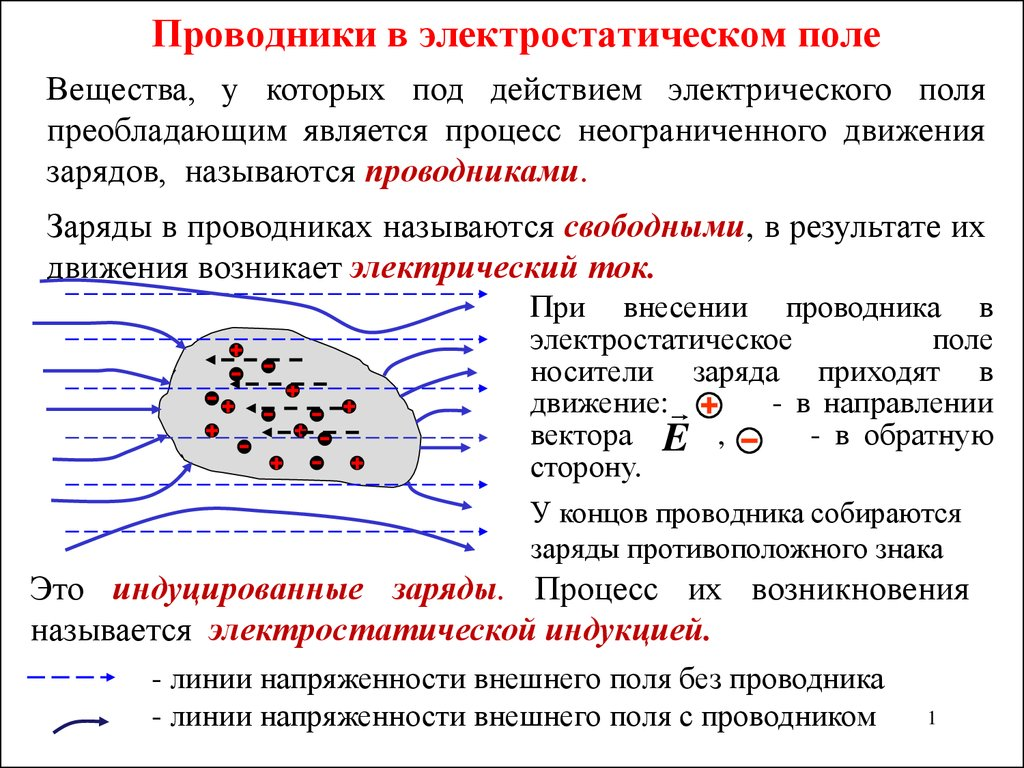 Проводники в электростатическом поле
Вещества, у которых под действием электрического поля
преобладающим является процесс неограниченного движения
зарядов, называются проводниками.
Заряды в проводниках называются свободными, в результате их
движения возникает электрический ток.
При внесении проводника в
электростатическое поле
носители заряда приходят в
движение: + - в направлении
вектора E , − - в обратную
сторону.
У концов проводника собираются
заряды противоположного знака
Это индуцированные заряды. Процесс их возникновения
называется электростатической индукцией.
- линии напряженности внешнего поля без проводника
- линии напряженности внешнего поля с проводником
1